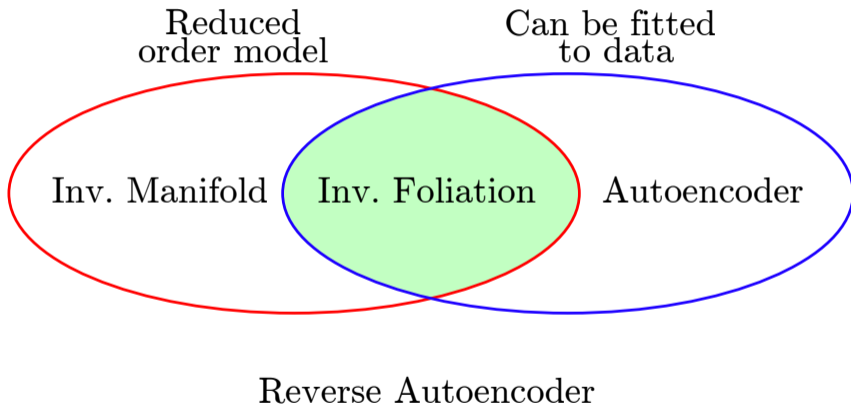 Reduced
order model
Can be fitted
to data
Inv. Manifold
Inv. Foliation
Autoencoder
Reverse Autoencoder